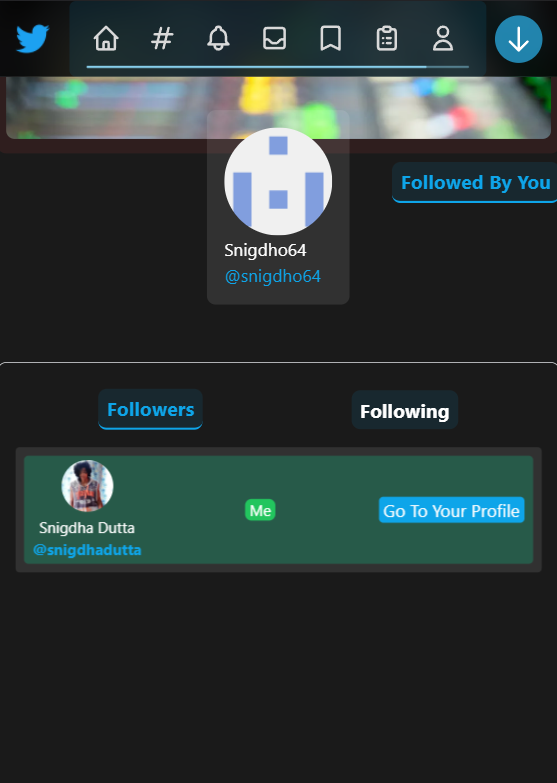 Followed By You
Snigdho64
@snigdho64
Followers
Following
Snigdha Dutta
@snigdhadutta
Me
Go To Your Profile